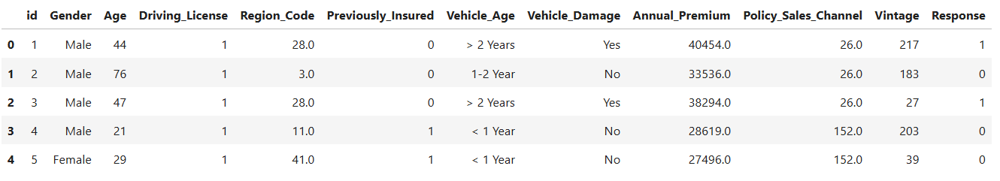 id Gender Age Driving_License Region_Code Previously_Insured Vehicle_Age Vehicle_Damage Annual_Premium Policy_Sales_Channel Vintage Response
0 1 Male 44 1 28.0 0 > 2 Years Yes 40454.0 26.0 217 1
1 2 Male 76 1 3.0 0 1-2 Year No 33536.0 26.0 183 0
2 3 Male 47 1 28.0 0 > 2 Years Yes 38294.0 26.0 27 1
3 4 Male 21 1 11.0 1 < 1 Year No 28619.0 152.0 203 0
4 5 Female 29 1 41.0 1 < 1 Year No 27496.0 152.0 39 0